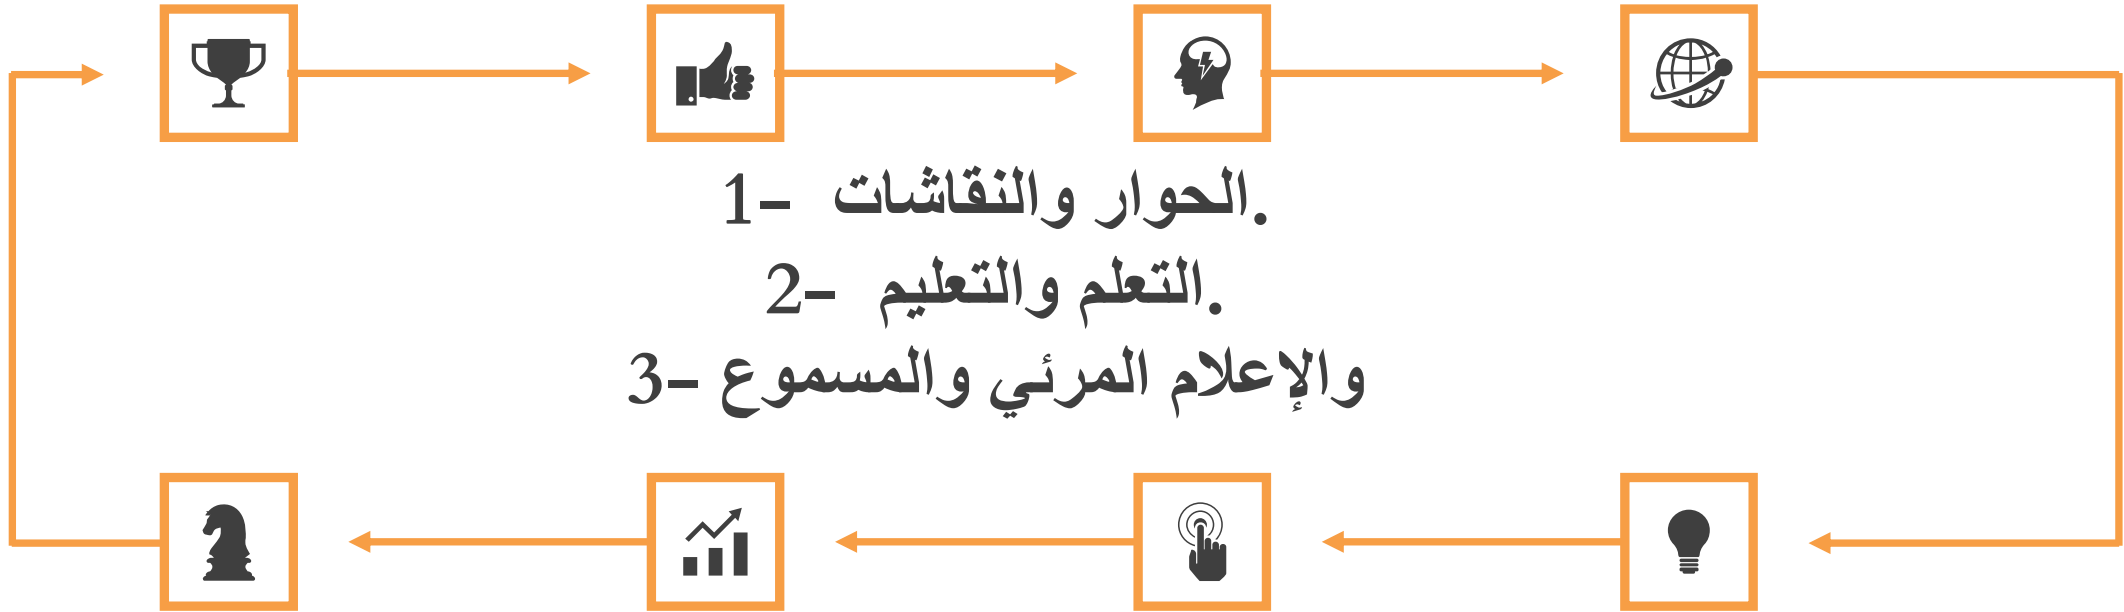 1- الحوار والنقاشات.
2- التعلم والتعليم.
3- والإعلام المرئي والمسموع